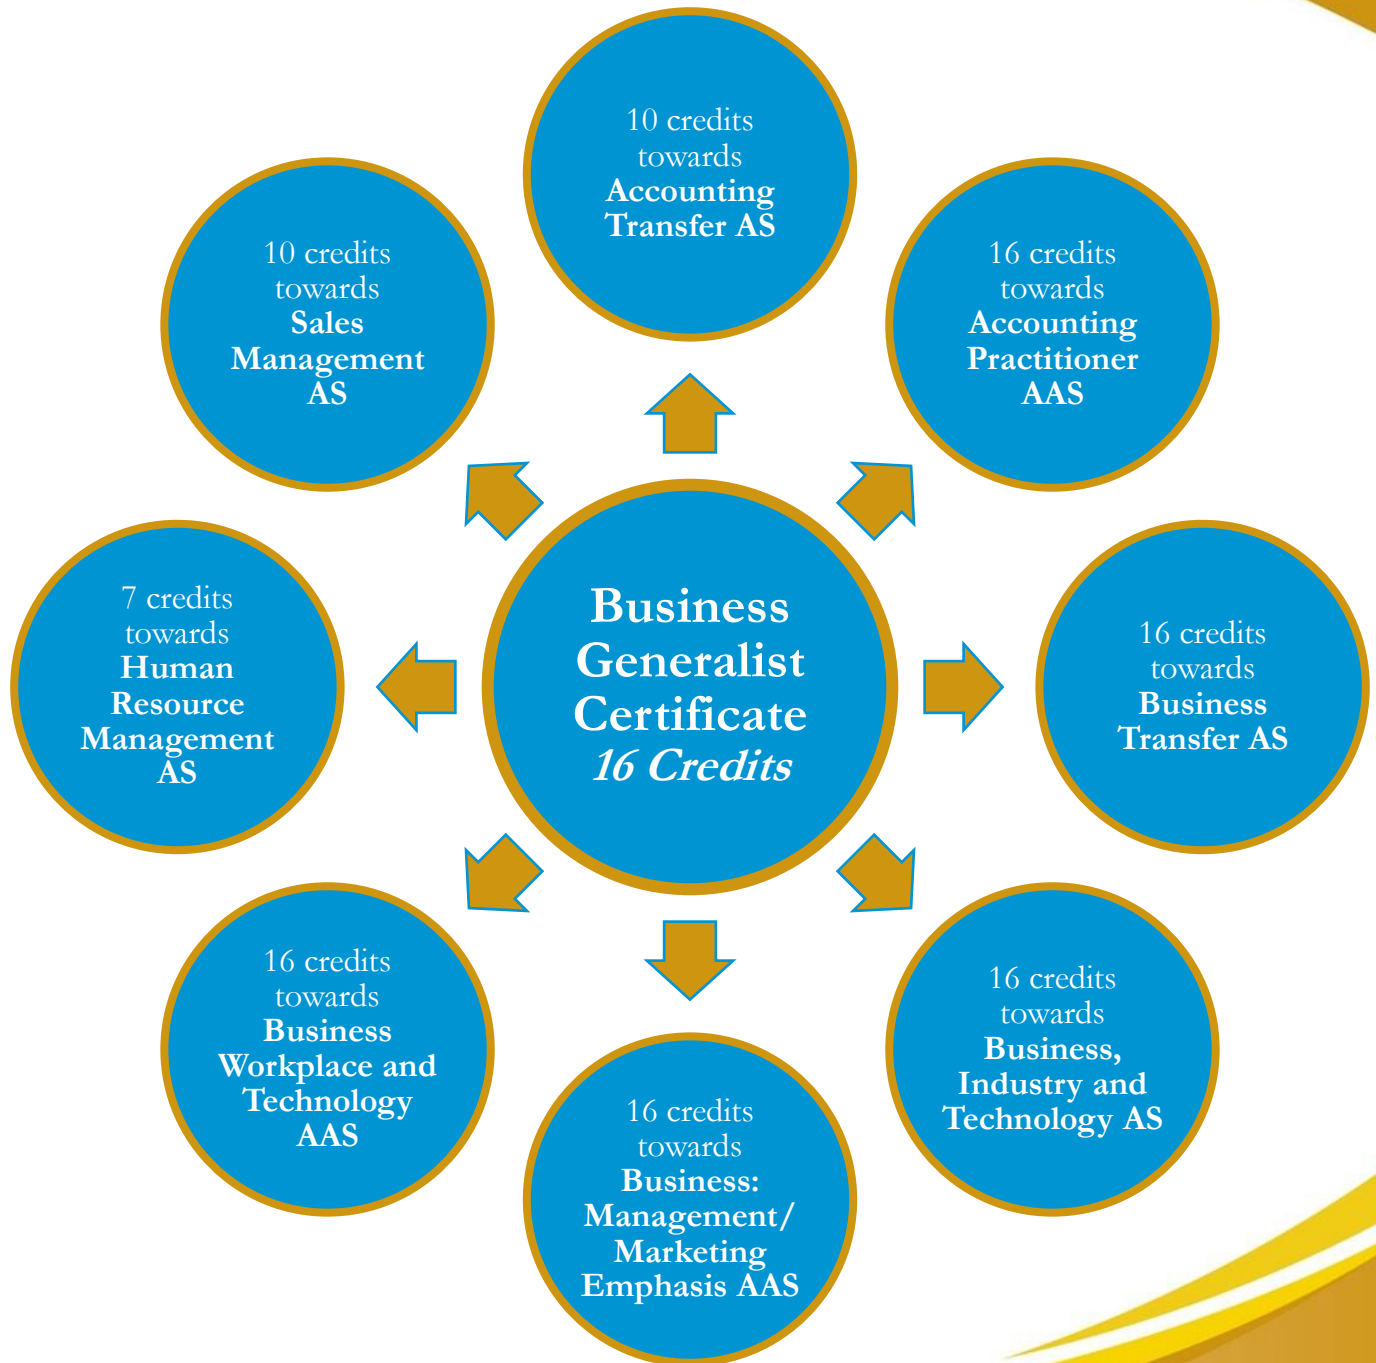 10 credits
towards
Accounting
Transfer AS
10 credits
towards
Sales
Management
AS
16 credits
towards
Accounting
Practitioner
AAS
7 credits
towards
Human
Resource
Management
AS
Business
Generalist
Certificate
16 Credits
16 credits
towards
Business
Transfer AS
16 credits
towards
Business
Workplace and
Technology
AAS
16 credits
towards
Business:
Management/
Marketing
Emphasis AAS
16 credits
towards
Business,
Industry and
Technology AS